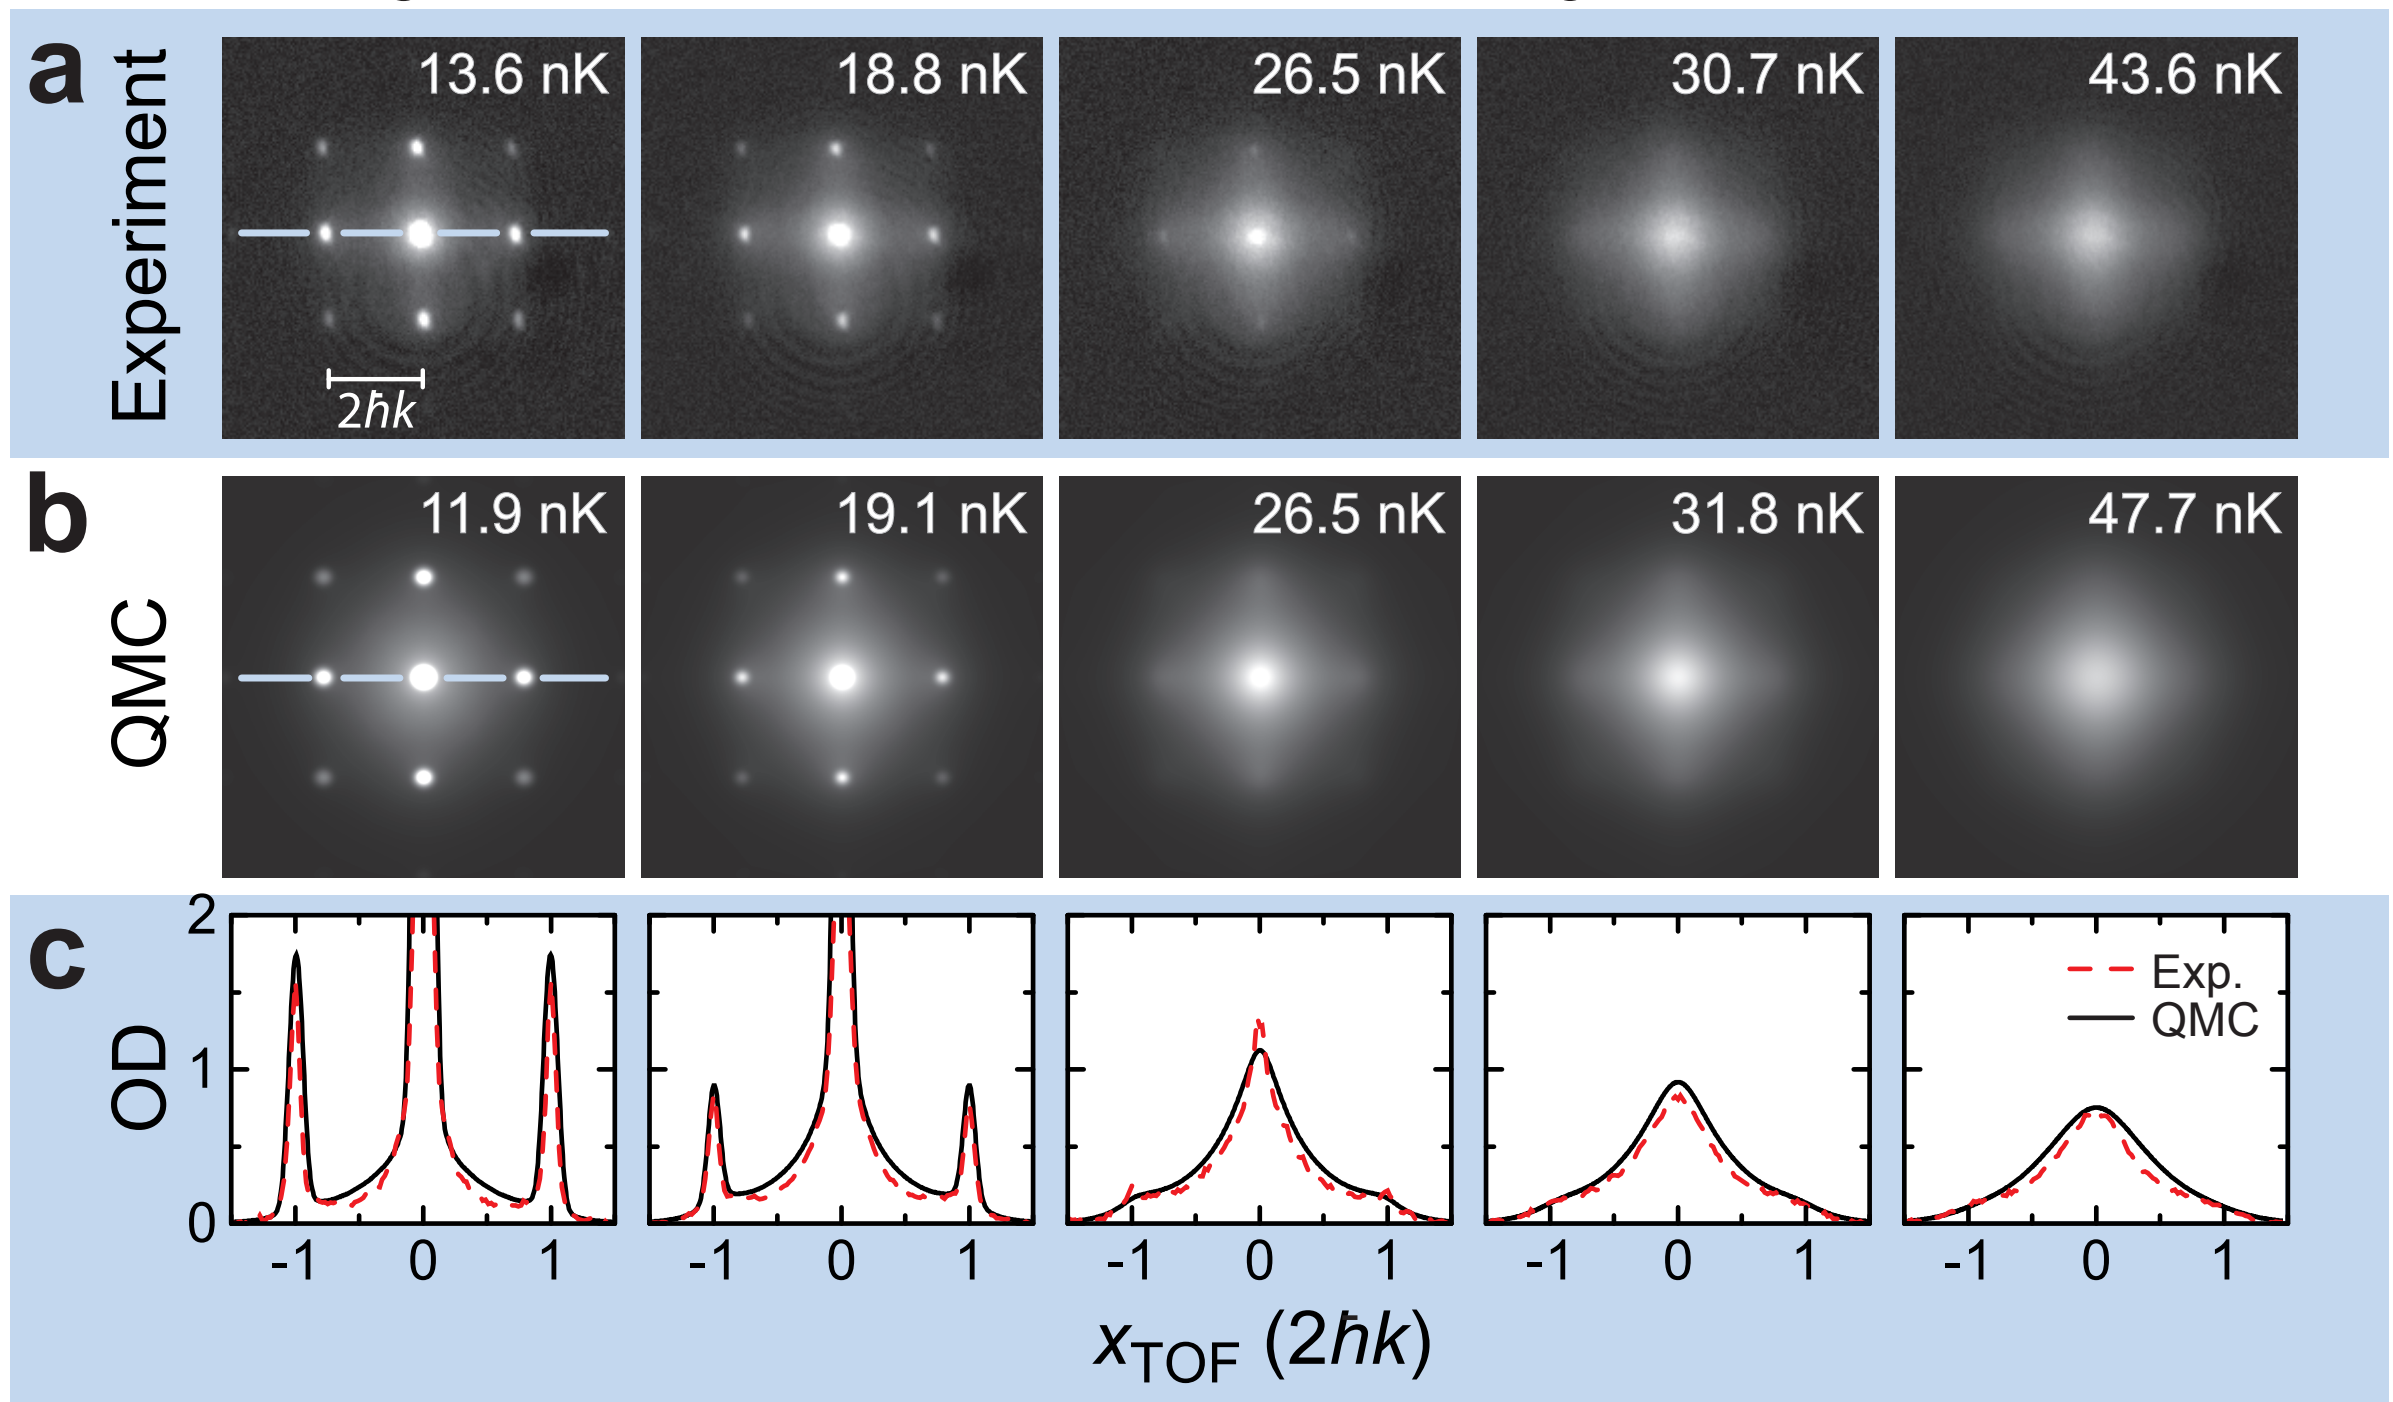 a
Experiment
13.6 nK
18.8 nK
26.5 nK
30.7 nK
43.6 nK
2ħk
b
QMC
11.9 nK
19.1 nK
26.5 nK
31.8 nK
47.7 nK
c
OD
2
1
0
Exp.
QMC
-1 0 1
-1 0 1
-1 0 1
-1 0 1
-1 0 1
xTOF (2ħk)